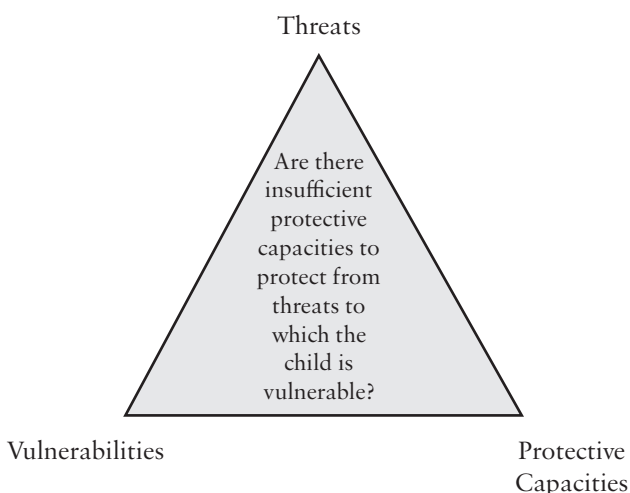 Threats
Are there
insufficient
protective
capacities to
protect from
threats to
which the
child is
vulnerable?
Vulnerabilities
Protective
Capacities